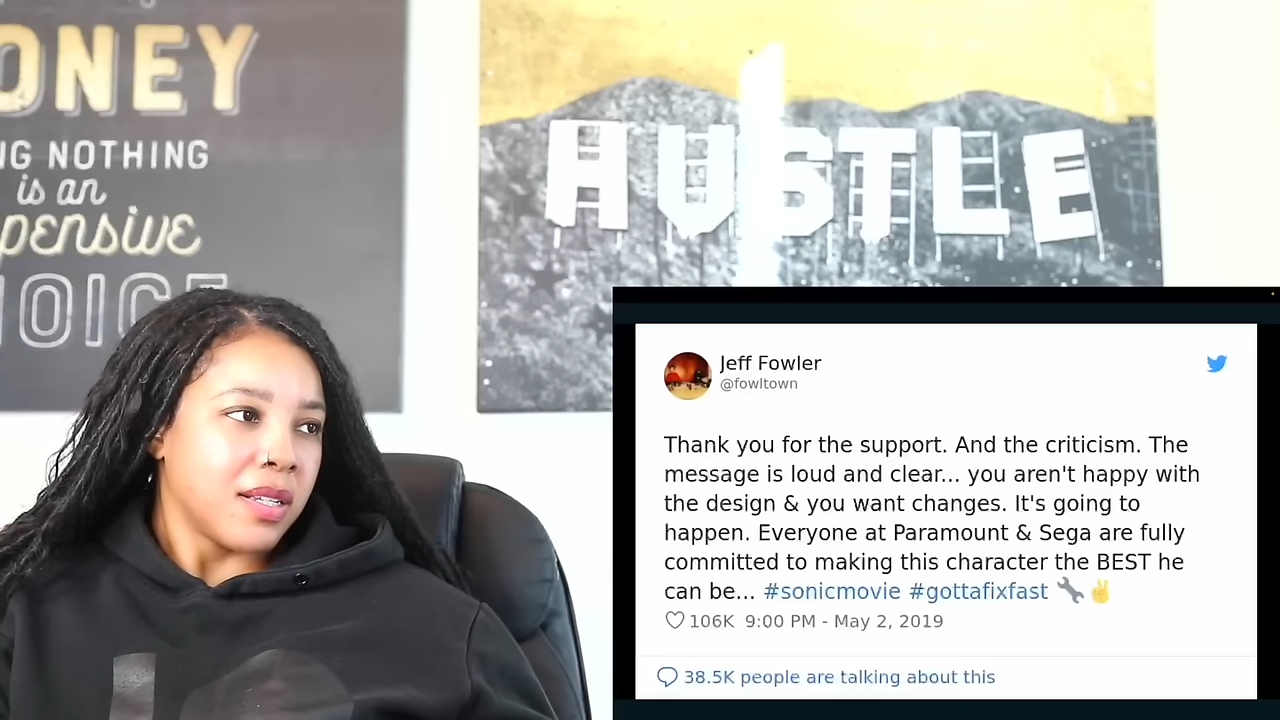 ONEY
NG NOTHING
is an
pensive
HOICE
HUSTLE
Jeff Fowler
@fowltown
Thank you for the support. And the criticism. The
message is loud and clear... you aren't happy with
the design & you want changes. It's going to
happen. Everyone at Paramount & Sega are fully
committed to making this character the BEST he
can be... #sonicmovie #gottafixfast 🔧✌
106K 9:00 PM - May 2, 2019
38.5K people are talking about this